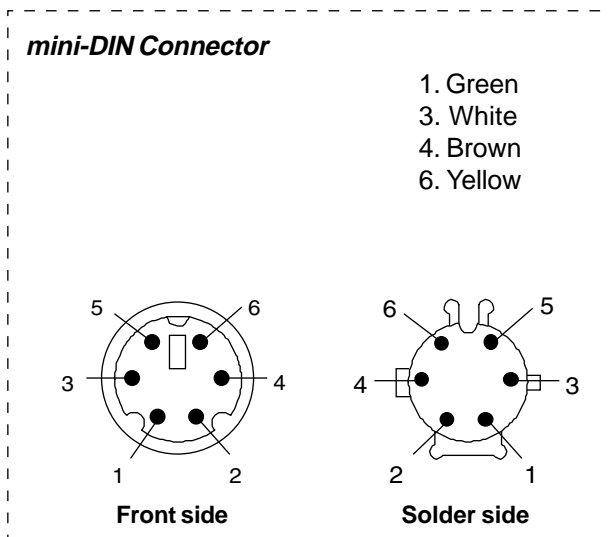 mini-DIN Connector
1. Green
3. White
4. Brown
6. Yellow
5 6
3 4
1 2
Front side
6 5
4 3
2 1
Solder side